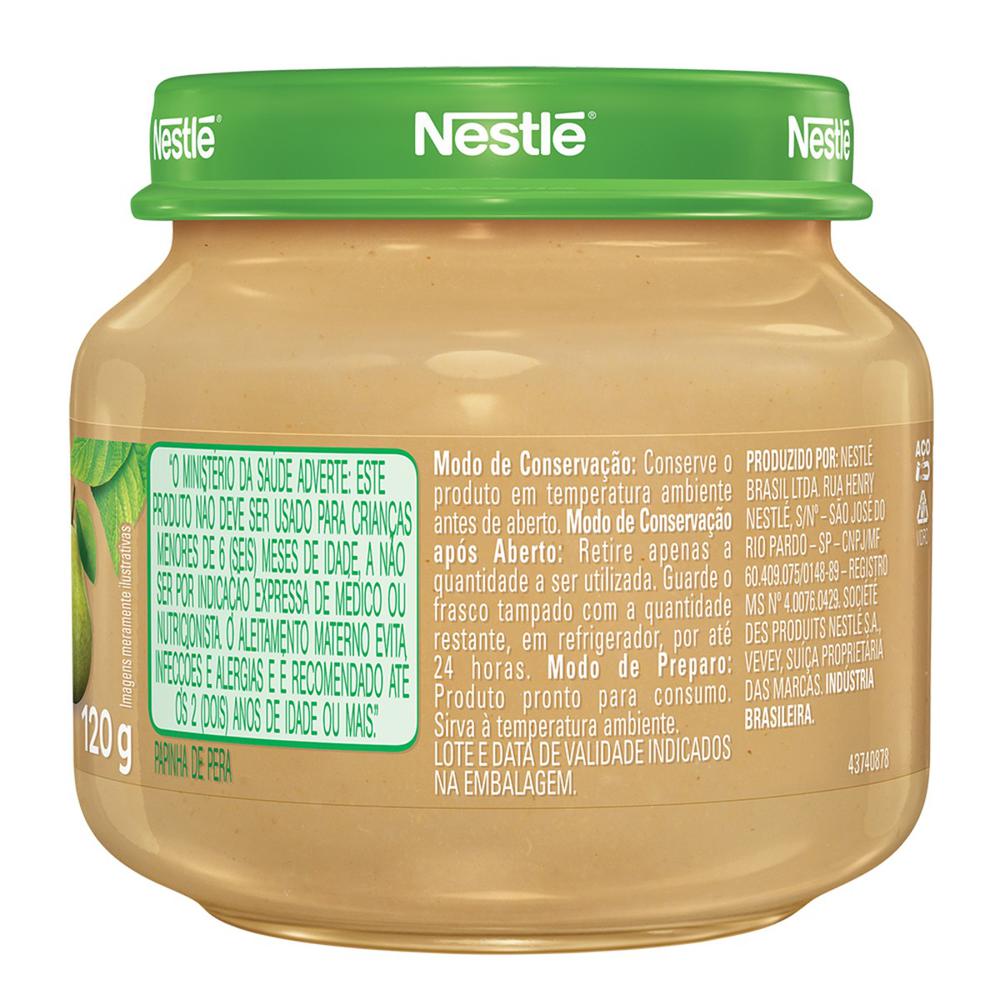 Nestlé®
Nestlé®
Nestlé
"O MINISTÉRIO DA SAÚDE ADVERTE: ESTE
PRODUTO NÃO DEVE SER USADO PARA CRIANÇAS
MENORES DE 6 (SEIS) MESES DE IDADE, A NÃO
SER POR INDICAÇÃO EXPRESSA DE MÉDICO OU
NUTRICIONISTA. O ALEITAMENTO MATERNO EVITA
INFECÇÕES E ALERGIAS E É RECOMENDADO ATÉ
OS 2 (DOIS) ANOS DE IDADE OU MAIS."
PAPINHA DE PERA
Imagens meramente ilustrativas
120 g
Modo de Conservação: Conserve o
produto em temperatura ambiente
antes de aberto. Modo de Conservação
após Aberto: Retire apenas a
quantidade a ser utilizada. Guarde o
frasco tampado com a quantidade
restante, em refrigerador, por até
24 horas. Modo de Preparo:
Produto pronto para consumo.
Sirva à temperatura ambiente.
LOTE E DATA DE VALIDADE INDICADOS
NA EMBALAGEM.
PRODUZIDO POR: NESTLÉ
BRASIL LTDA. RUA HENRY
NESTLÉ, S/Nº – SÃO JOSÉ DO
RIO PARDO – SP – CNPJ/MF
60.409.075/0148-89 – REGISTRO
MS Nº 4.0076.0429. SOCIÉTÉ
DES PRODUITS NESTLÉ S.A.,
VEVEY, SUÍÇA PROPRIETÁRIA
DAS MARCAS. INDÚSTRIA
BRASILEIRA.
43740878
AÇO
VIDRO